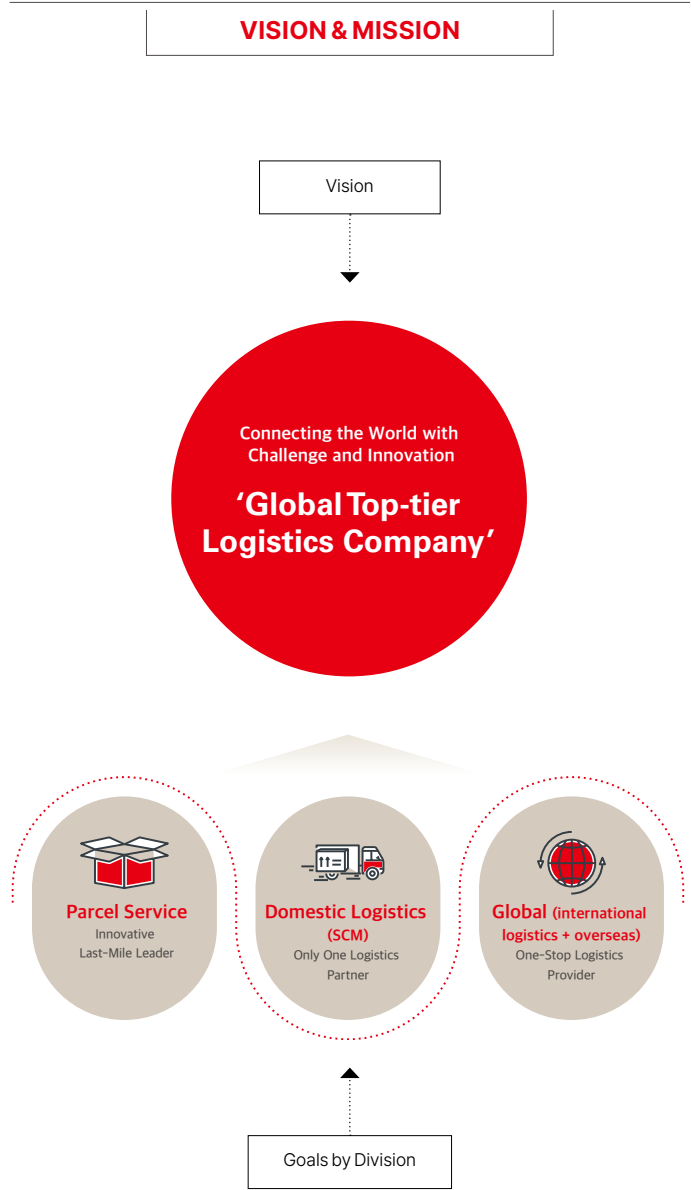 VISION & MISSION
Vision
Connecting the World with
Challenge and Innovation
‘Global Top-tier
Logistics Company’
Parcel Service
Innovative
Last-Mile Leader
Domestic Logistics
(SCM)
Only One Logistics
Partner
Global (international
logistics + overseas)
One-Stop Logistics
Provider
Goals by Division